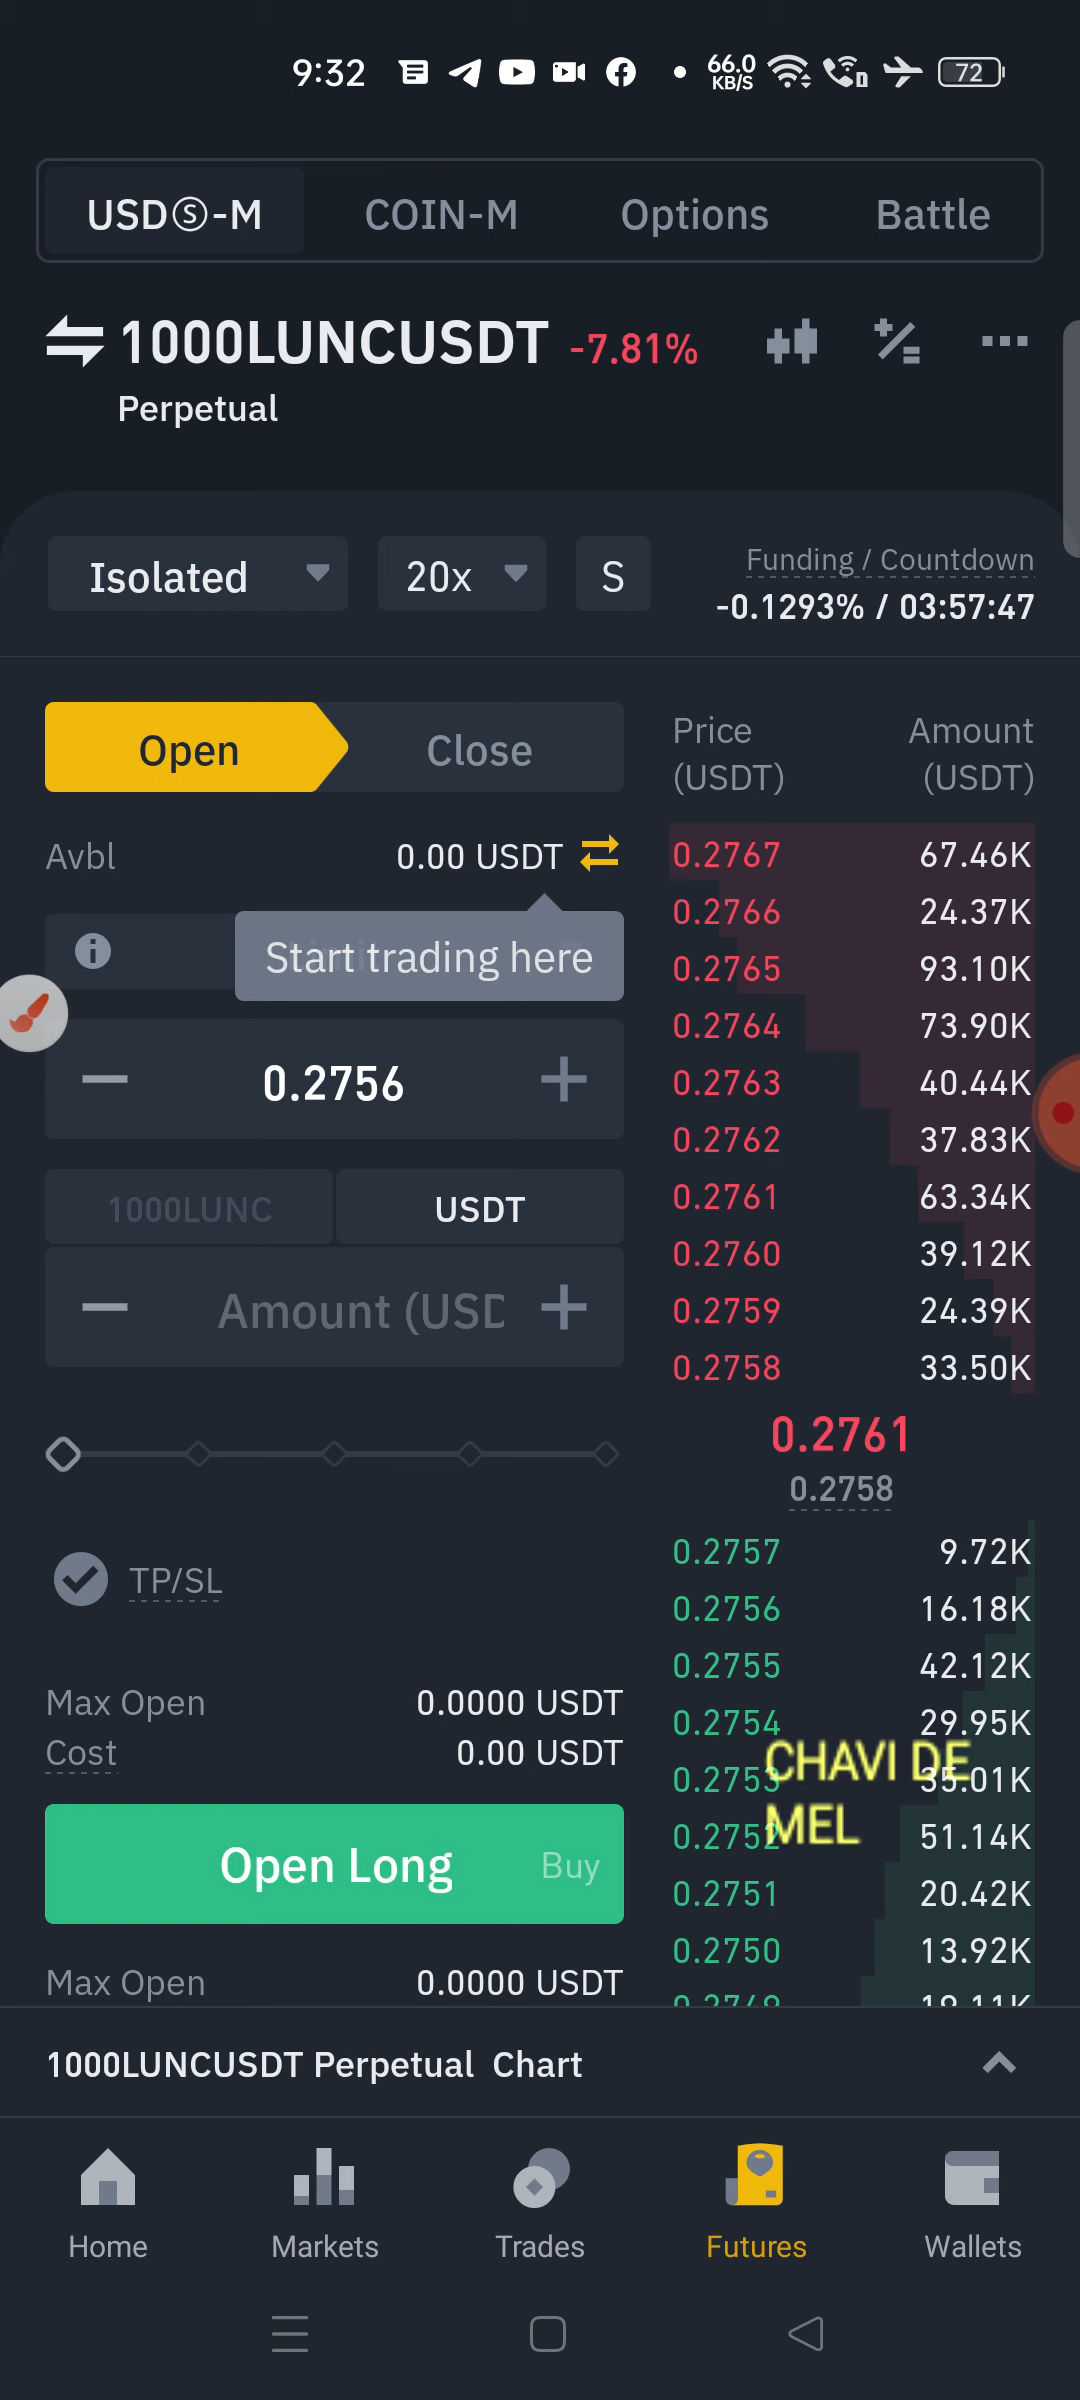 9:32 66.0 KB/S 72
USDⓈ-M COIN-M Options Battle
1000LUNCUSDT -7.81%
Perpetual
Isolated 20x S
Funding / Countdown
-0.1293% / 03:57:47
Open Close
Price (USDT) Amount (USDT)
Avbl 0.00 USDT
Start trading here
0.2756
1000LUNC USDT
Amount (USD
TP/SL
Max Open 0.0000 USDT
Cost 0.00 USDT
Open Long Buy
Max Open 0.0000 USDT
0.2767 67.46K
0.2766 24.37K
0.2765 93.10K
0.2764 73.90K
0.2763 40.44K
0.2762 37.83K
0.2761 63.34K
0.2760 39.12K
0.2759 24.39K
0.2758 33.50K
0.2761
0.2758
0.2757 9.72K
0.2756 16.18K
0.2755 42.12K
0.2754 29.95K
0.2753 35.01K
0.2752 51.14K
0.2751 20.42K
0.2750 13.92K
CHAVI DE
MEL
1000LUNCUSDT Perpetual Chart
Home Markets Trades Futures Wallets